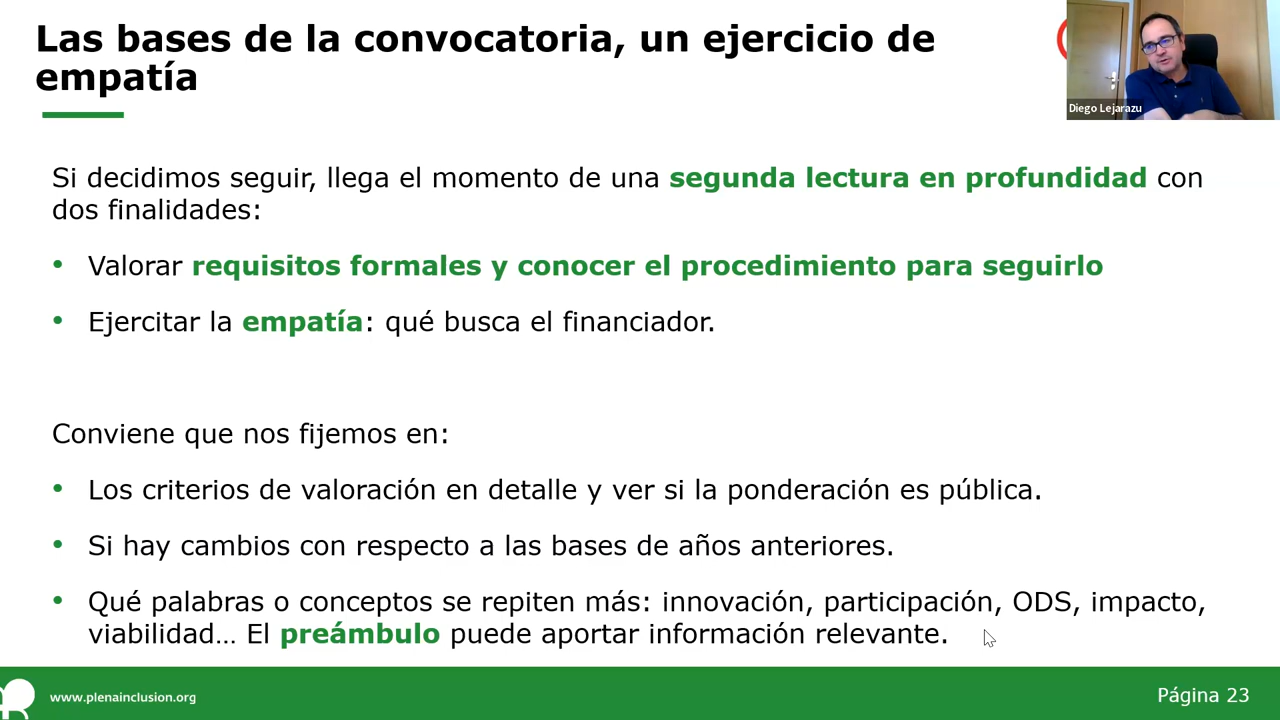 Las bases de la convocatoria, un ejercicio de
empatía
Diego Lejarazu
Si decidimos seguir, llega el momento de una segunda lectura en profundidad con
dos finalidades:
• Valorar requisitos formales y conocer el procedimiento para seguirlo
• Ejercitar la empatía: qué busca el financiador.
Conviene que nos fijemos en:
• Los criterios de valoración en detalle y ver si la ponderación es pública.
• Si hay cambios con respecto a las bases de años anteriores.
• Qué palabras o conceptos se repiten más: innovación, participación, ODS, impacto,
viabilidad… El preámbulo puede aportar información relevante.
www.plenainclusion.org
Página 23